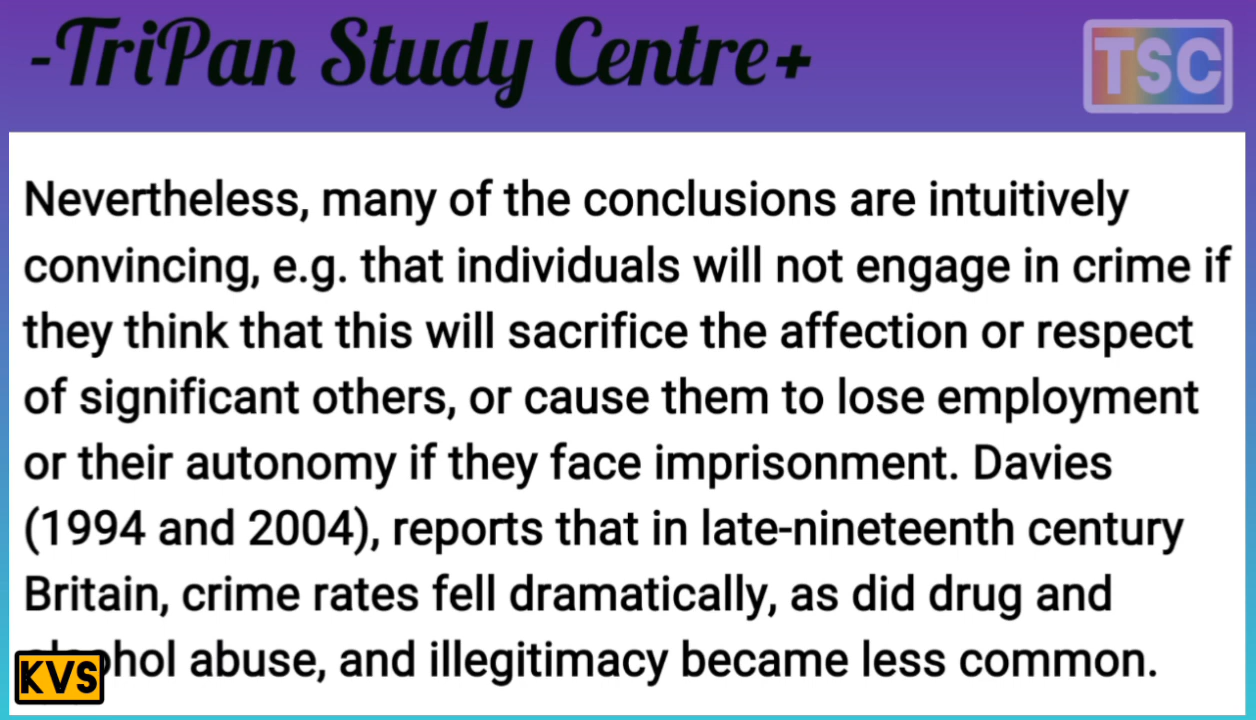 -TriPan Study Centre+
TSC
Nevertheless, many of the conclusions are intuitively
convincing, e.g. that individuals will not engage in crime if
they think that this will sacrifice the affection or respect
of significant others, or cause them to lose employment
or their autonomy if they face imprisonment. Davies
(1994 and 2004), reports that in late-nineteenth century
Britain, crime rates fell dramatically, as did drug and
abuse, and illegitimacy became less common.
KVS